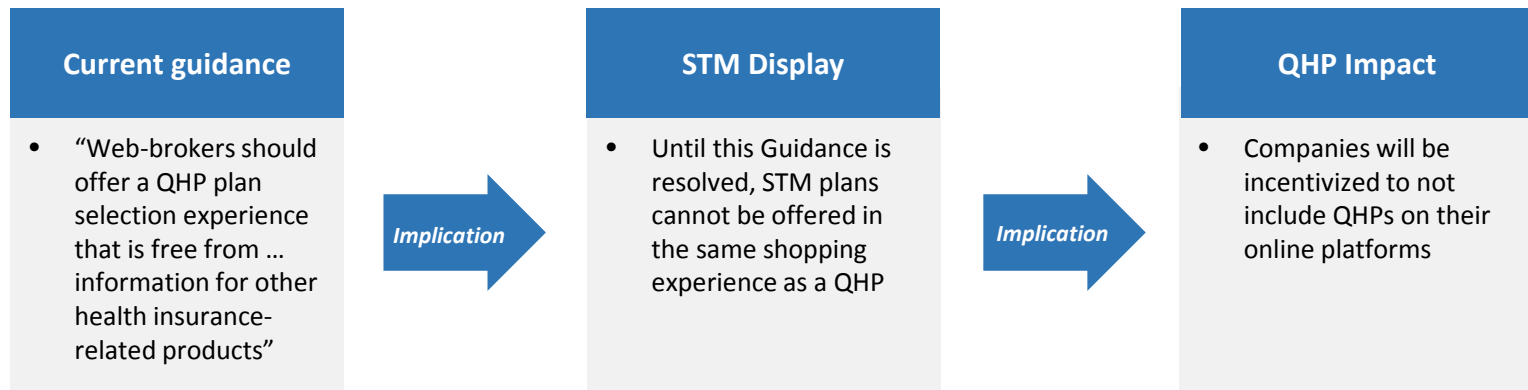 Current guidance
• “Web-brokers should
offer a QHP plan
selection experience
that is free from …
information for other
health insurance-
related products”
Implication
STM Display
• Until this Guidance is
resolved, STM plans
cannot be offered in
the same shopping
experience as a QHP
Implication
QHP Impact
• Companies will be
incentivized to not
include QHPs on their
online platforms